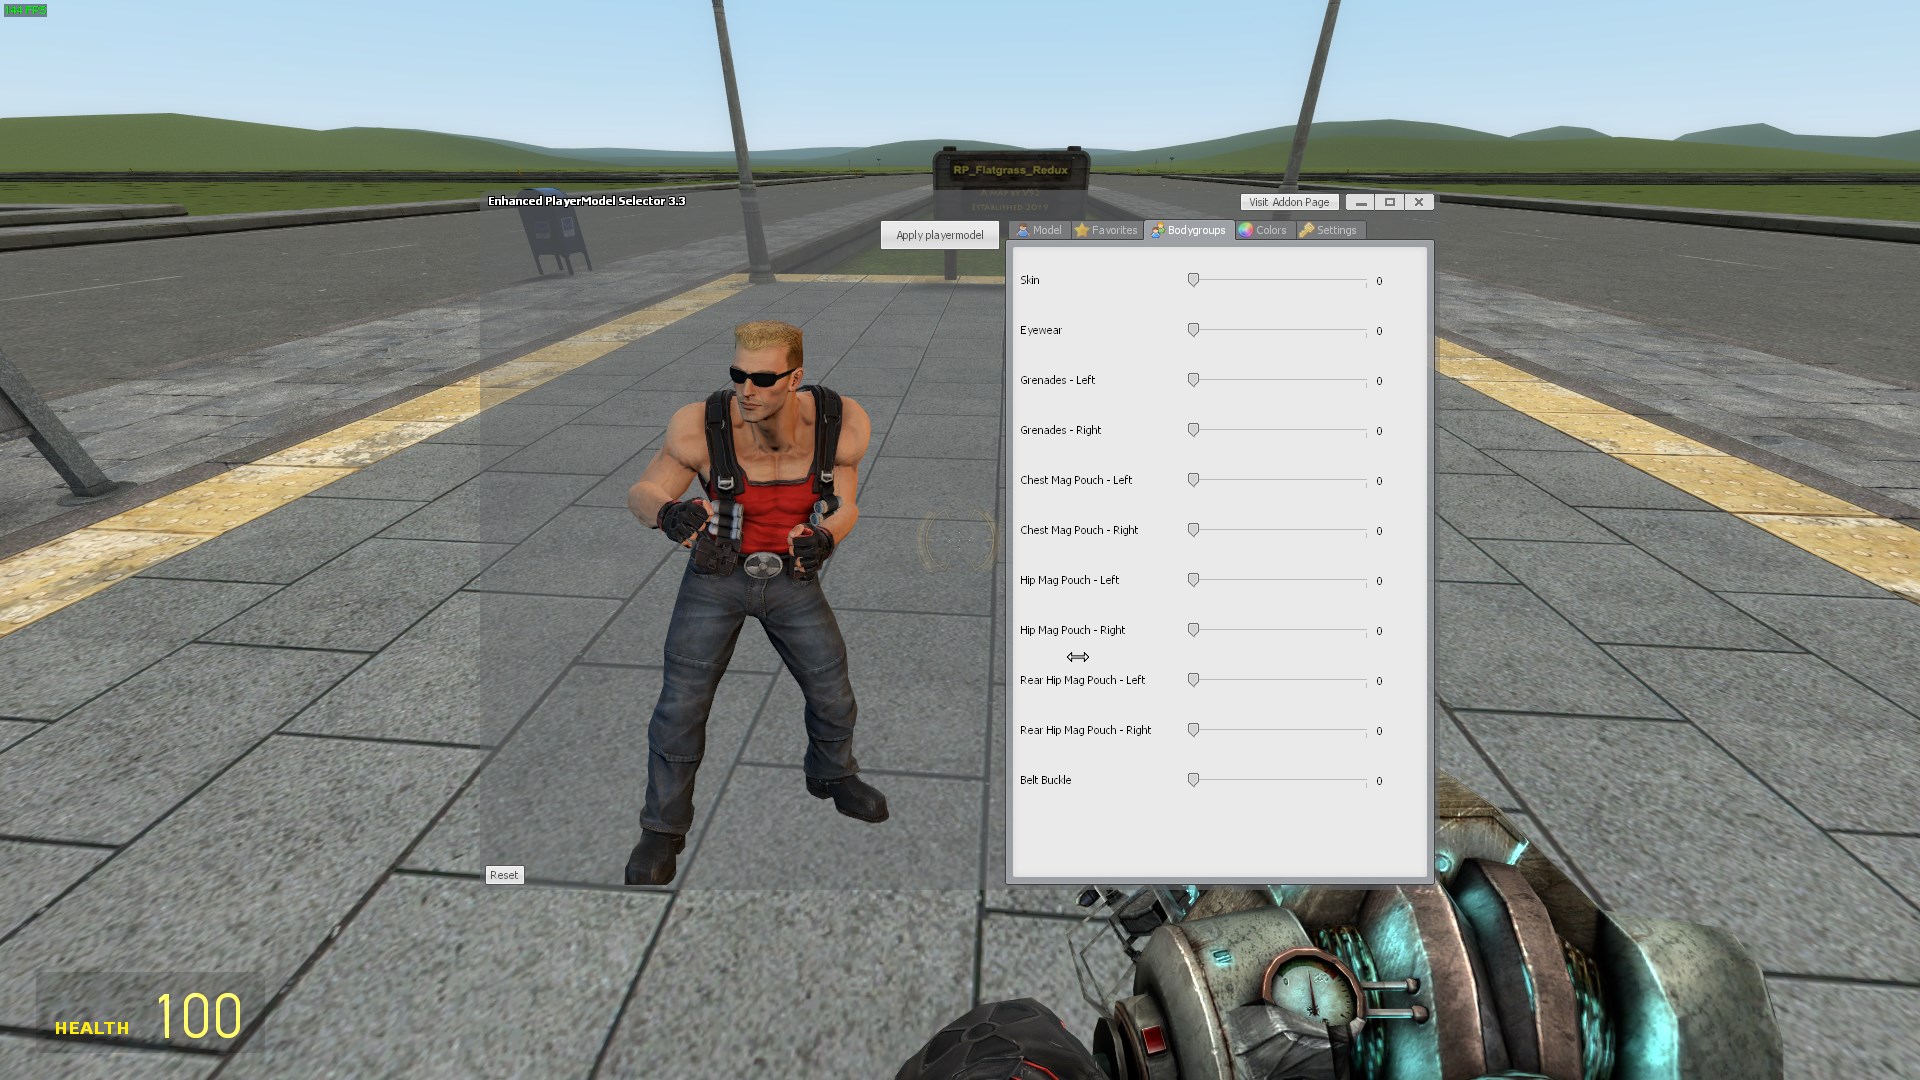 RP_Flatgrass_Redux
ESTABLISHED 2015
Enhanced PlayerModel Selector 3.3
Visit Addon Page
Apply playermodel
Model
Favorites
Bodygroups
Colors
Settings
Skin 0
Eyewear 0
Grenades - Left 0
Grenades - Right 0
Chest Mag Pouch - Left 0
Chest Mag Pouch - Right 0
Hip Mag Pouch - Left 0
Hip Mag Pouch - Right 0
Rear Hip Mag Pouch - Left 0
Rear Hip Mag Pouch - Right 0
Belt Buckle 0
Reset
HEALTH 100